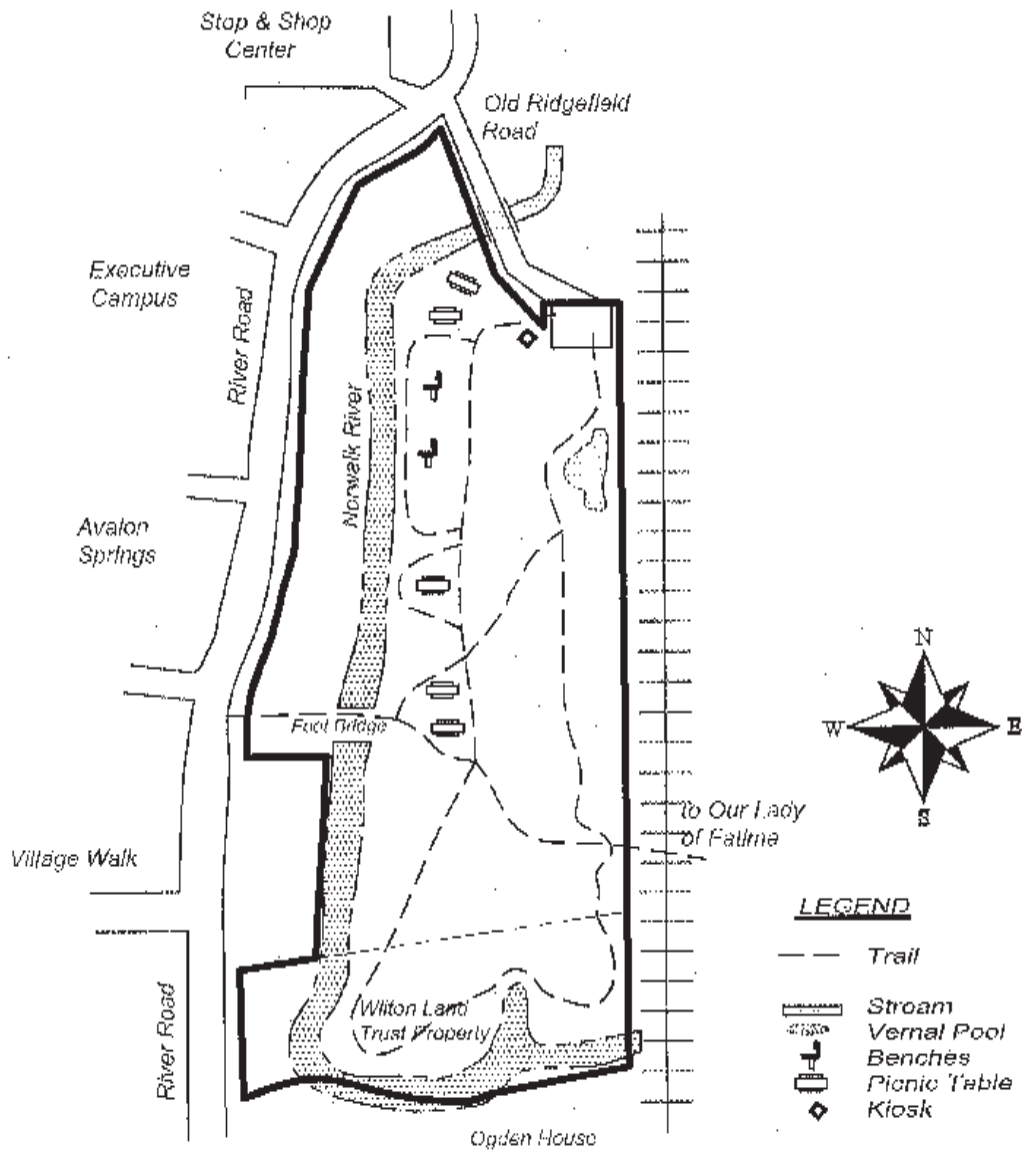 Stop & Shop
Center
Old Ridgefield
Road
Executive
Campus
River Road
Norwalk River
Avalon
Springs
Foot Bridge
N
W
E
S
to Our Lady
of Fatima
Village Walk
LEGEND
Trail
Stroam
Vernal Pool
Benches
Picnic Table
Kiosk
Wilton Land
Trust Property
River Road
Ogden House